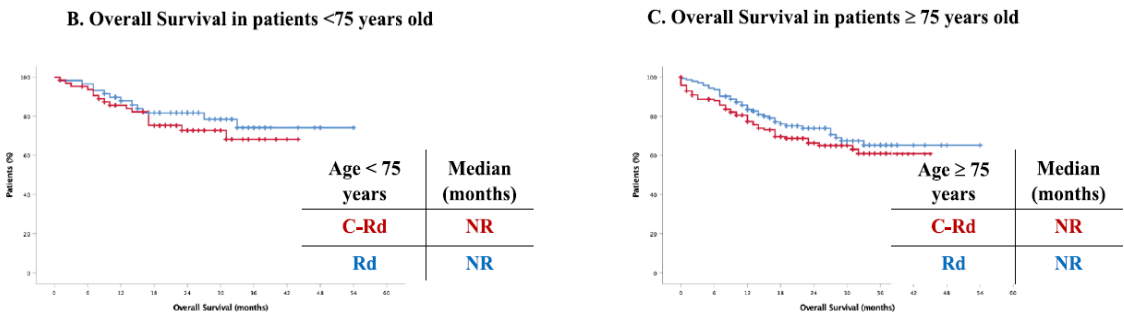 B. Overall Survival in patients <75 years old
C. Overall Survival in patients ≥ 75 years old
Patients (%)
100
80
60
40
20
0
0 6 12 18 24 30 36 42 48 54 60
Overall Survival (months)
Age < 75 years
Median (months)
C-Rd
NR
Rd
NR
Patients (%)
100
80
60
40
20
0
0 6 12 18 24 30 36 42 48 54 60
Overall Survival (months)
Age ≥ 75 years
Median (months)
C-Rd
NR
Rd
NR